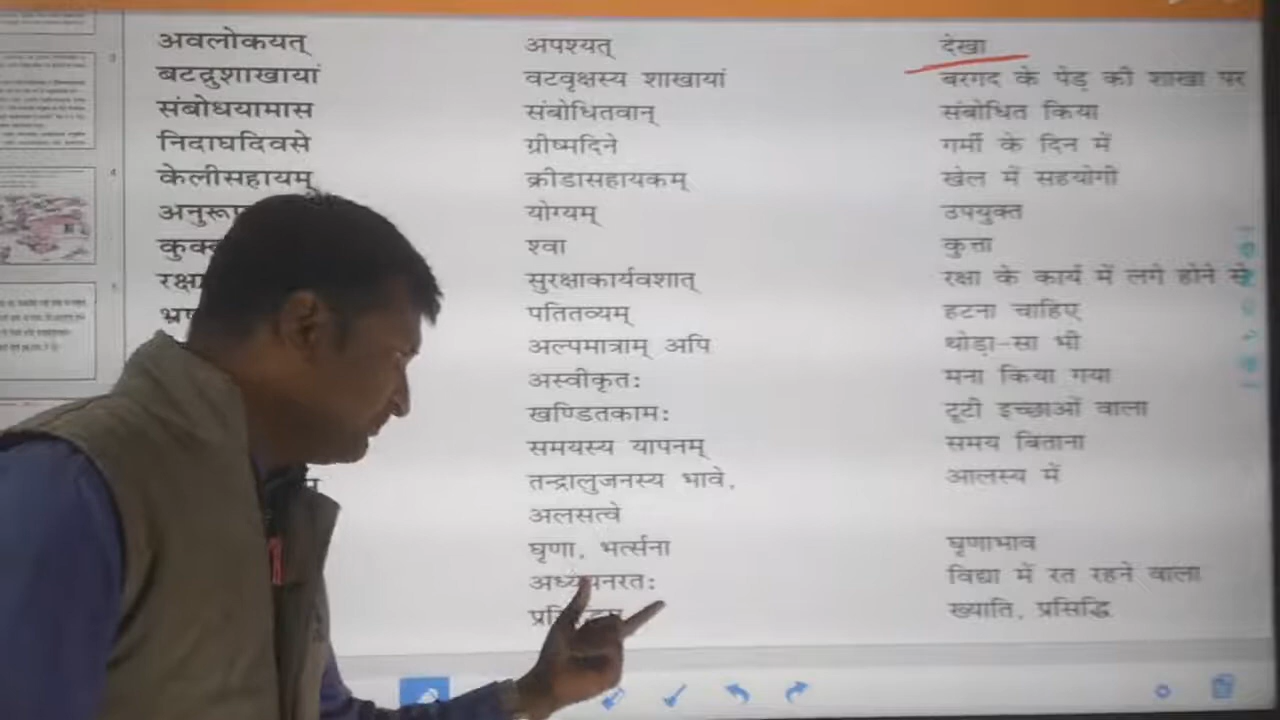 अवलोकयत् अपश्यत् देखा
बटद्रुशाखायां वटवृक्षस्य शाखायां बरगद के पेड़ की शाखा पर
संबोधयामास संबोधितवान् संबोधित किया
निदाघदिवसे ग्रीष्मदिने गर्मी के दिन में
केलीसहायम् क्रीडासहायकम् खेल में सहयोगी
योग्यम् उपयुक्त
श्वा कुत्ता
सुरक्षाकार्यवशात् रक्षा के कार्य में लगे होने से
पतितव्यम् हटना चाहिए
अल्पमात्राम् अपि थोड़ा-सा भी
अस्वीकृतः मना किया गया
खण्डितकामः टूटी इच्छाओं वाला
समयस्य यापनम् समय बिताना
तन्द्रालुजनस्य भावे, आलस्य में
अलसत्वे
घृणा, भर्त्सना घृणाभाव
अध्ययनरतः विद्या में रत रहने वाला
ख्याति, प्रसिद्धि